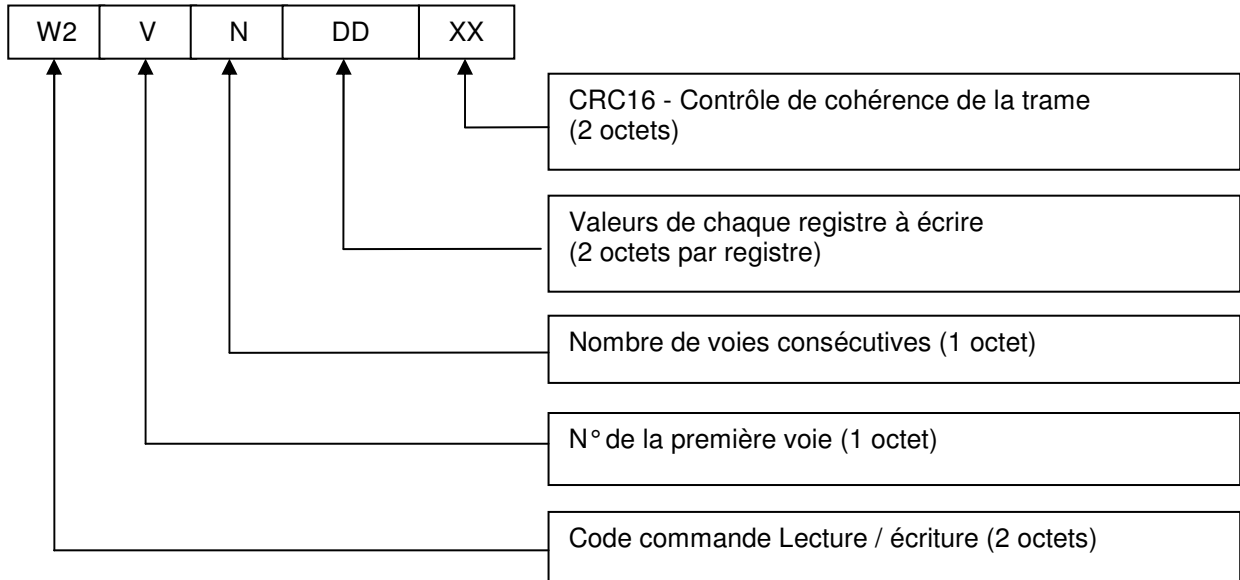 W2 V N DD XX
CRC16 - Contrôle de cohérence de la trame
(2 octets)
Valeurs de chaque registre à écrire
(2 octets par registre)
Nombre de voies consécutives (1 octet)
N° de la première voie (1 octet)
Code commande Lecture / écriture (2 octets)